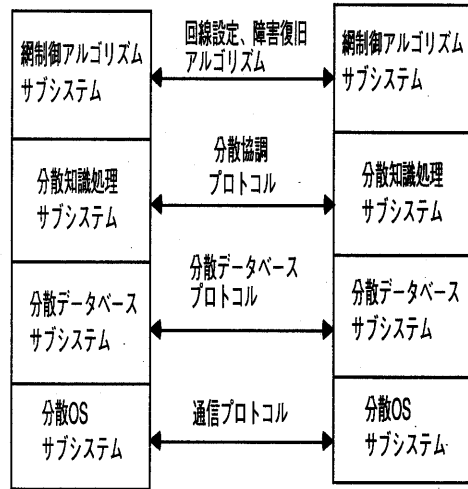 網制御アルゴリズム
サブシステム
回線設定、障害復旧
アルゴリズム
網制御アルゴリズム
サブシステム
分散知識処理
サブシステム
分散協調
プロトコル
分散知識処理
サブシステム
分散データベース
サブシステム
分散データベース
プロトコル
分散データベース
サブシステム
分散OS
サブシステム
通信プロトコル
分散OS
サブシステム